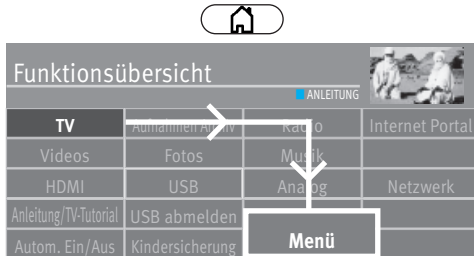 Funktionsübersicht
ANLEITUNG
TV Aufnahmen Archiv Radio Internet Portal
Videos Fotos Musik
HDMI USB Analog Netzwerk
Anleitung/TV-Tutorial USB abmelden
Autom. Ein/Aus Kindersicherung Menü